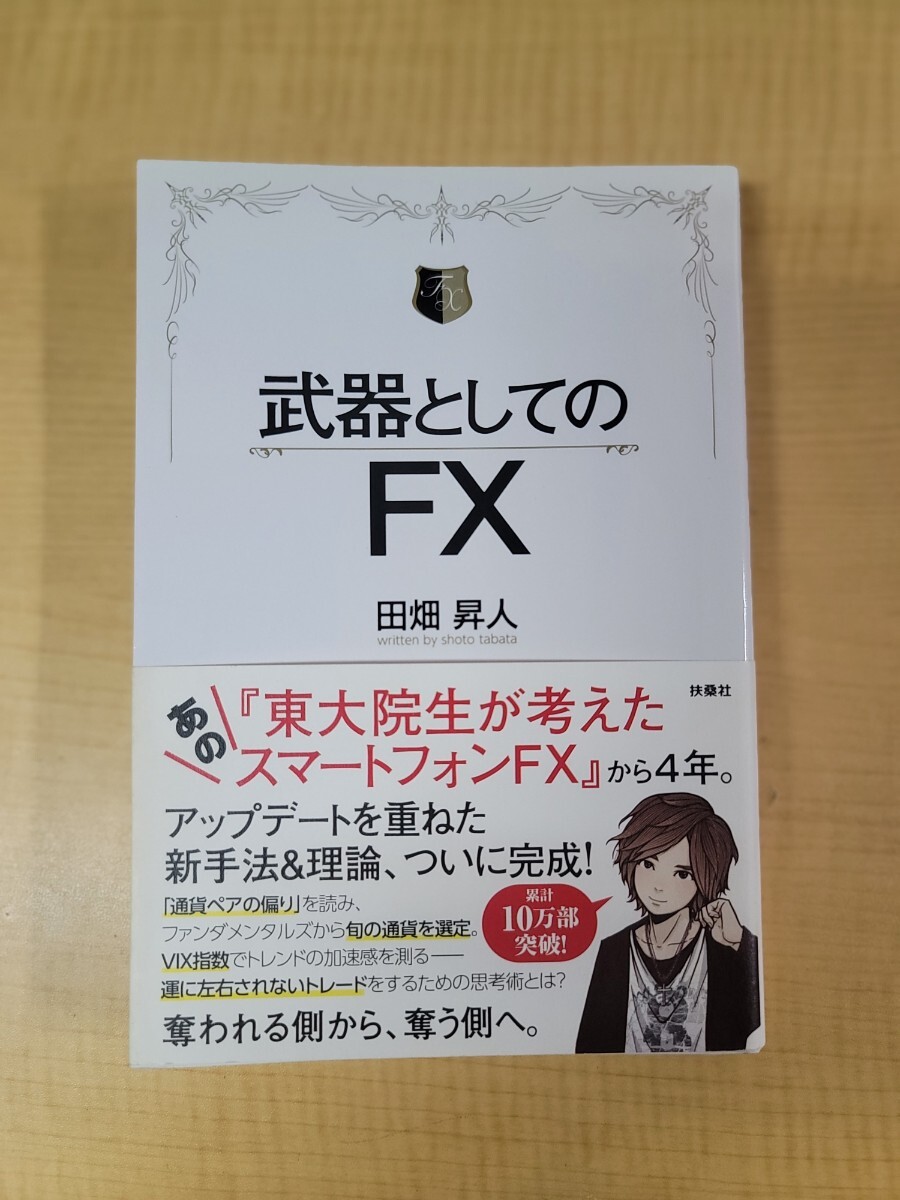 FX
武器としての
FX
田畑 昇人
written by shoto tabata
扶桑社
あの
『東大院生が考えた
スマートフォンFX』から4年。
アップデートを重ねた
新手法&理論、ついに完成!
「通貨ペアの偏り」を読み、
ファンダメンタルズから旬の通貨を選定。
VIX指数でトレンドの加速感を測る——
運に左右されないトレードをするための思考術とは?
奪われる側から、奪う側へ。
累計
10万部
突破!